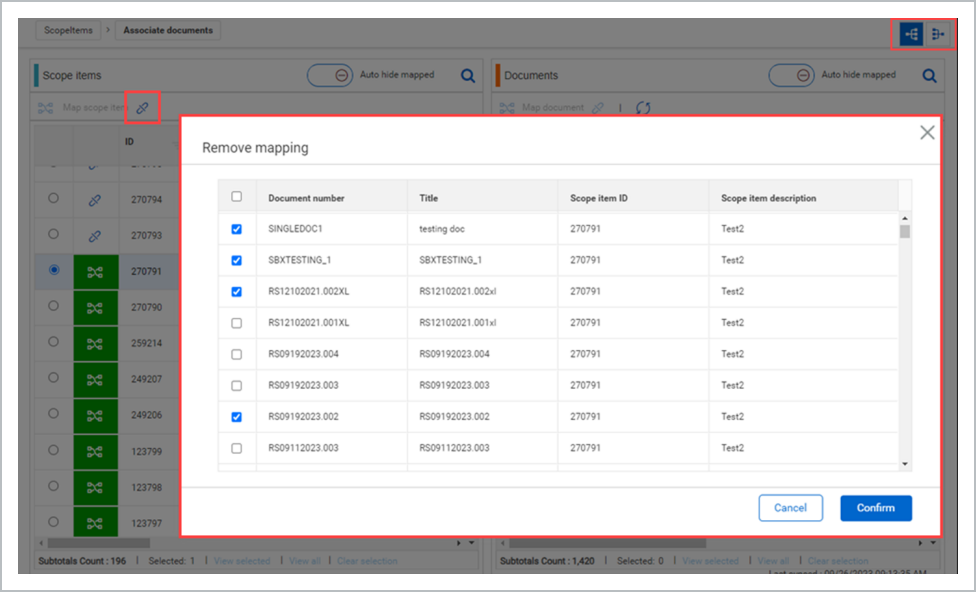 ScopeItems > Associate documents
Scope items
Auto hide mapped
Documents
Auto hide mapped
Map scope item
Map document
ID
270794
270793
270791
270790
259214
249207
249206
123799
123798
123797
Remove mapping
Document number Title Scope item ID Scope item description
SINGLEDOC1 testing doc 270791 Test2
SBXTESTING_1 SBXTESTING_1 270791 Test2
RS12102021.002XL RS12102021.002xl 270791 Test2
RS12102021.001XL RS12102021.001xl 270791 Test2
RS09192023.004 RS09192023.004 270791 Test2
RS09192023.003 RS09192023.003 270791 Test2
RS09192023.002 RS09192023.002 270791 Test2
RS09112023.003 RS09112023.003 270791 Test2
Cancel Confirm
Subtotals Count : 196 | Selected: 1 | View selected | View all | Clear selection
Subtotals Count : 1,420 | Selected: 0 | View selected | View all | Clear selection